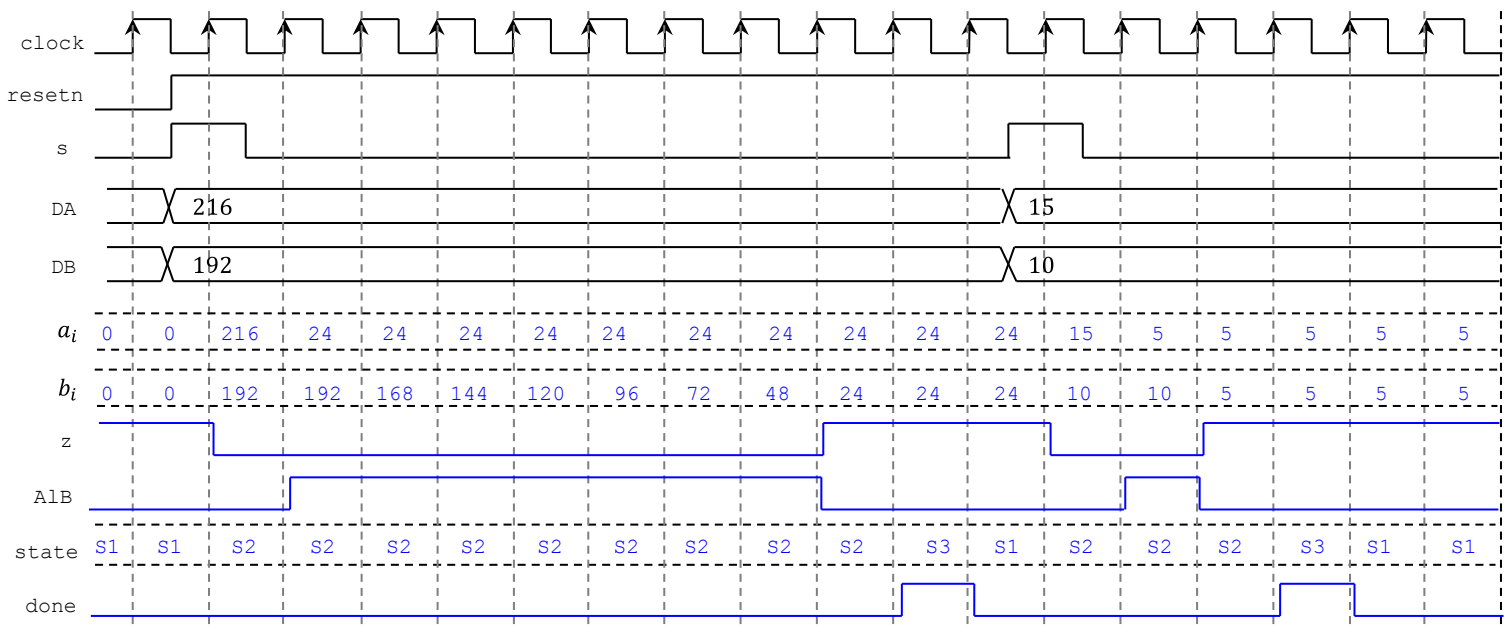 clock
resetn
s
DA 216 15
DB 192 10
aᵢ 0 0 216 24 24 24 24 24 24 24 24 24 24 15 5 5 5 5 5
bᵢ 0 0 192 192 168 144 120 96 72 48 24 24 24 10 10 5 5 5 5
z
AlB
state S1 S1 S2 S2 S2 S2 S2 S2 S2 S2 S2 S3 S1 S2 S2 S2 S3 S1 S1
done